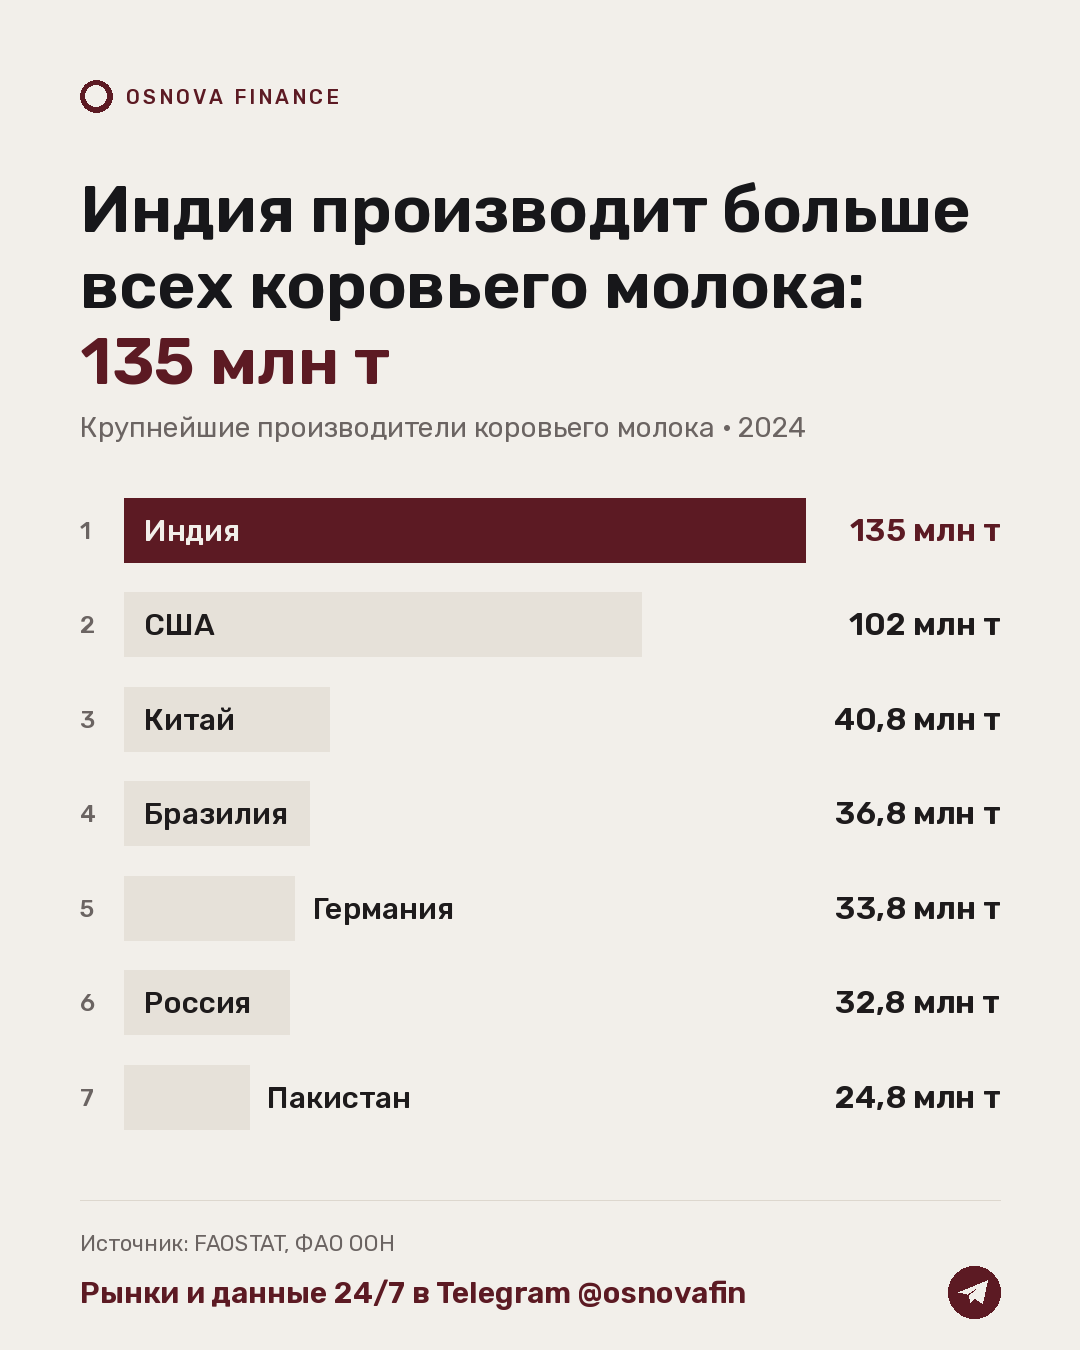 OSNOVA FINANCE
Индия производит больше
всех коровьего молока:
135 млн т
Крупнейшие производители коровьего молока • 2024
1 Индия 135 млн т
2 США 102 млн т
3 Китай 40,8 млн т
4 Бразилия 36,8 млн т
5 Германия 33,8 млн т
6 Россия 32,8 млн т
7 Пакистан 24,8 млн т
Источник: FAOSTAT, ФАО ООН
Рынки и данные 24/7 в Telegram @osnovafin